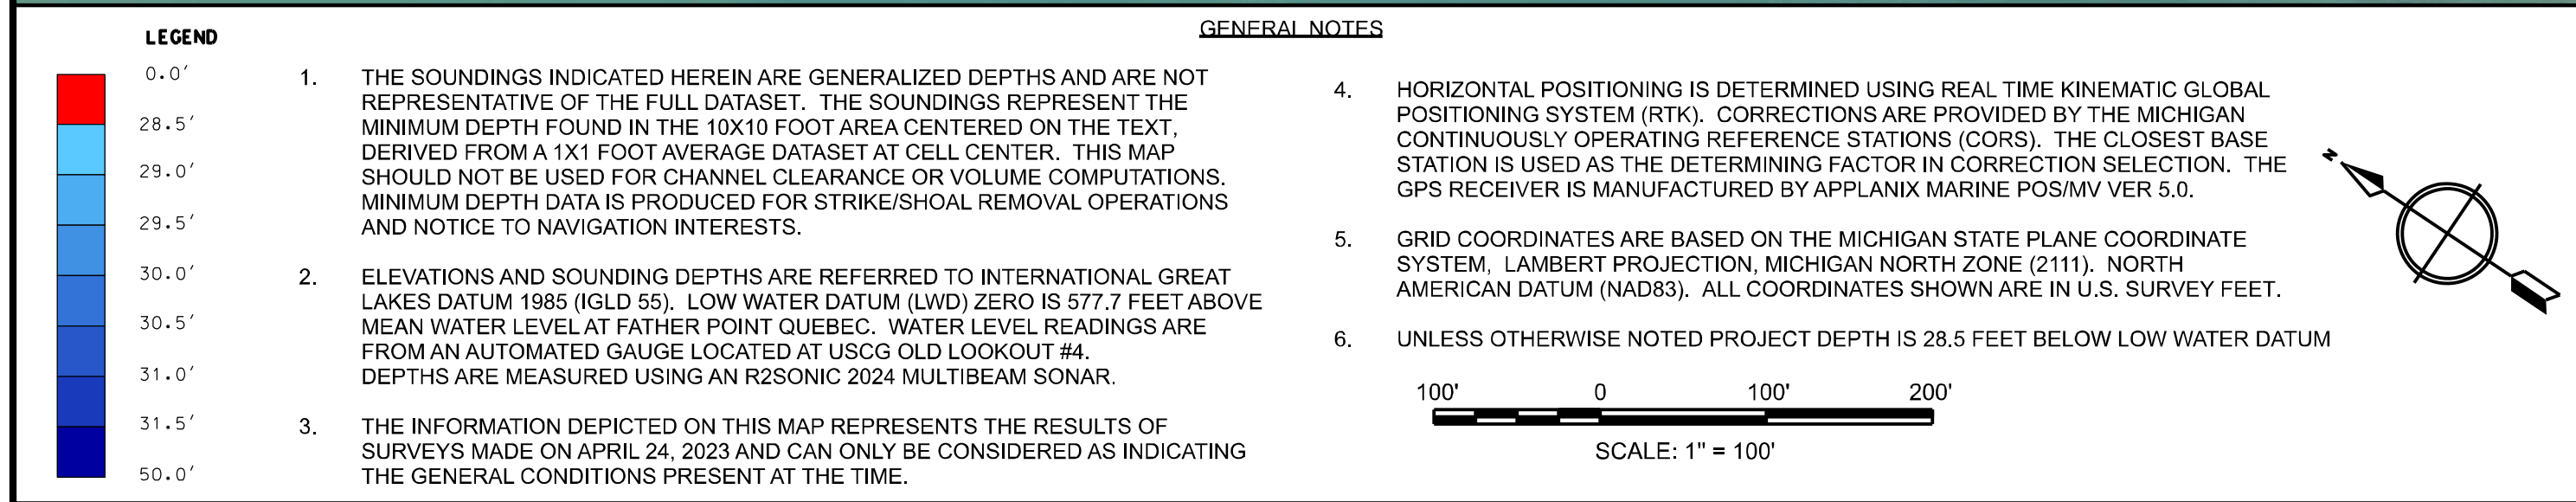 GENERAL NOTES
LEGEND
0.0'
28.5'
29.0'
29.5'
30.0'
30.5'
31.0'
31.5'
50.0'
1. THE SOUNDINGS INDICATED HEREIN ARE GENERALIZED DEPTHS AND ARE NOT
REPRESENTATIVE OF THE FULL DATASET. THE SOUNDINGS REPRESENT THE
MINIMUM DEPTH FOUND IN THE 10X10 FOOT AREA CENTERED ON THE TEXT,
DERIVED FROM A 1X1 FOOT AVERAGE DATASET AT CELL CENTER. THIS MAP
SHOULD NOT BE USED FOR CHANNEL CLEARANCE OR VOLUME COMPUTATIONS.
MINIMUM DEPTH DATA IS PRODUCED FOR STRIKE/SHOAL REMOVAL OPERATIONS
AND NOTICE TO NAVIGATION INTERESTS.
2. ELEVATIONS AND SOUNDING DEPTHS ARE REFERRED TO INTERNATIONAL GREAT
LAKES DATUM 1985 (IGLD 55). LOW WATER DATUM (LWD) ZERO IS 577.7 FEET ABOVE
MEAN WATER LEVEL AT FATHER POINT QUEBEC. WATER LEVEL READINGS ARE
FROM AN AUTOMATED GAUGE LOCATED AT USCG OLD LOOKOUT #4.
DEPTHS ARE MEASURED USING AN R2SONIC 2024 MULTIBEAM SONAR.
3. THE INFORMATION DEPICTED ON THIS MAP REPRESENTS THE RESULTS OF
SURVEYS MADE ON APRIL 24, 2023 AND CAN ONLY BE CONSIDERED AS INDICATING
THE GENERAL CONDITIONS PRESENT AT THE TIME.
4. HORIZONTAL POSITIONING IS DETERMINED USING REAL TIME KINEMATIC GLOBAL
POSITIONING SYSTEM (RTK). CORRECTIONS ARE PROVIDED BY THE MICHIGAN
CONTINUOUSLY OPERATING REFERENCE STATIONS (CORS). THE CLOSEST BASE
STATION IS USED AS THE DETERMINING FACTOR IN CORRECTION SELECTION. THE
GPS RECEIVER IS MANUFACTURED BY APPLANIX MARINE POS/MV VER 5.0.
5. GRID COORDINATES ARE BASED ON THE MICHIGAN STATE PLANE COORDINATE
SYSTEM, LAMBERT PROJECTION, MICHIGAN NORTH ZONE (2111). NORTH
AMERICAN DATUM (NAD83). ALL COORDINATES SHOWN ARE IN U.S. SURVEY FEET.
6. UNLESS OTHERWISE NOTED PROJECT DEPTH IS 28.5 FEET BELOW LOW WATER DATUM
100' 0 100' 200'
SCALE: 1" = 100'
N